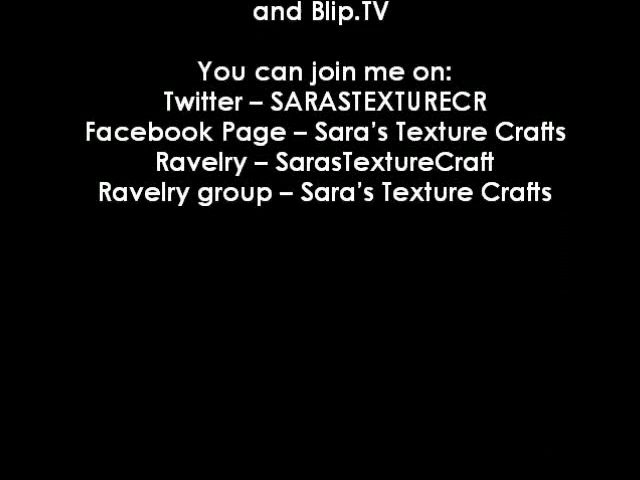 and Blip.TV
You can join me on:
Twitter – SARASTEXTURECR
Facebook Page – Sara's Texture Crafts
Ravelry – SarasTextureCraft
Ravelry group – Sara's Texture Crafts